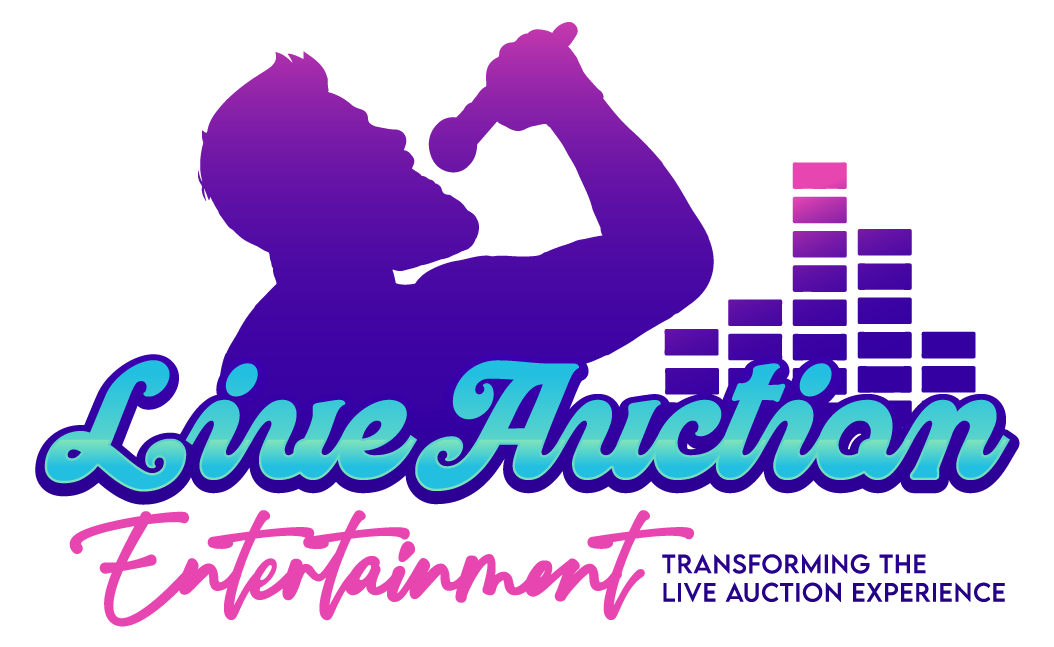 Live Auction
Entertainment
TRANSFORMING THE
LIVE AUCTION EXPERIENCE